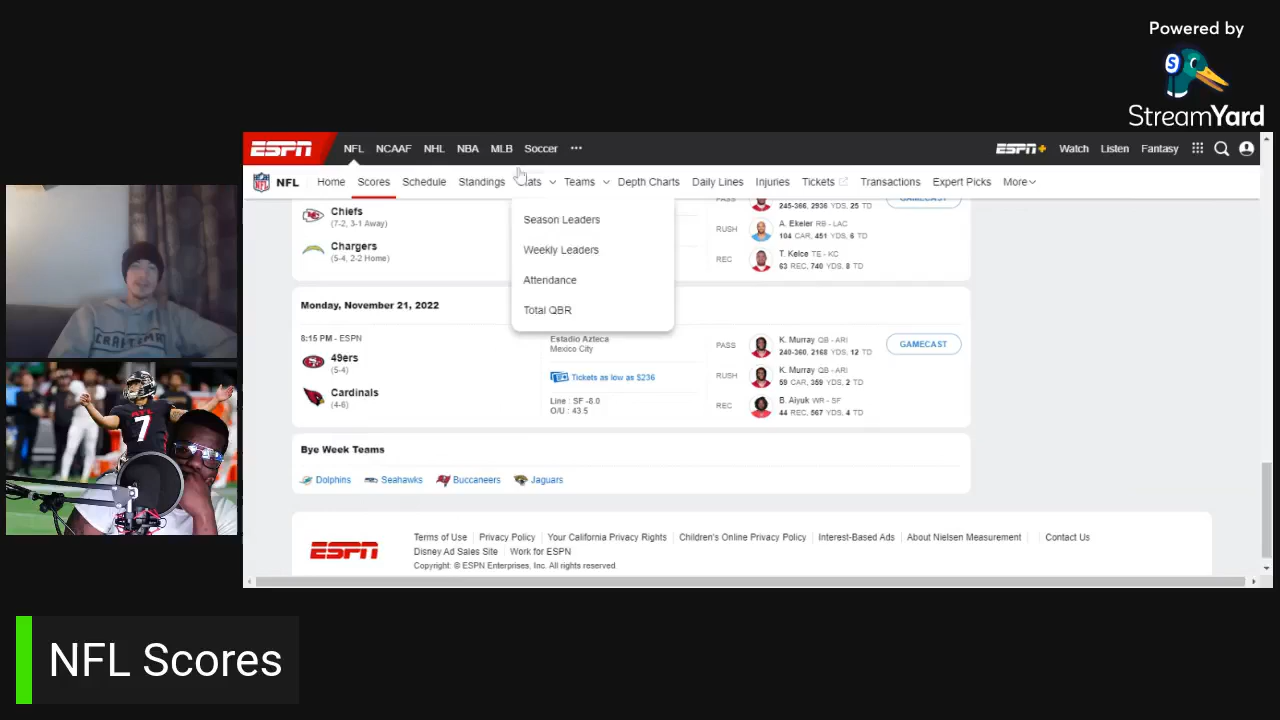 Powered by
S
StreamYard
ESPN NFL NCAAF NHL NBA MLB Soccer ••• ESPN+ Watch Listen Fantasy
NFL Home Scores Schedule Standings Teams Depth Charts Daily Lines Injuries Tickets Transactions Expert Picks More
Chiefs
(7-2, 3-1 Away)
Chargers
(5-4, 2-2 Home)
Season Leaders
Weekly Leaders
Attendance
Total QBR
245-366, 2936 YDS, 25 TD
RUSH A. Ekeler RB - LAC
104 CAR, 451 YDS, 6 TD
REC T. Kelce TE - KC
63 REC, 740 YDS, 8 TD
Monday, November 21, 2022
8:15 PM - ESPN
49ers
(5-4)
Cardinals
(4-6)
Estadio Azteca
Mexico City
Tickets as low as $236
Line : SF -8.0
O/U : 43.5
PASS K. Murray QB - ARI
240-360, 2168 YDS, 12 TD
RUSH K. Murray QB - ARI
59 CAR, 359 YDS, 2 TD
REC B. Aiyuk WR - SF
44 REC, 567 YDS, 4 TD
GAMECAST
Bye Week Teams
Dolphins Seahawks Buccaneers Jaguars
ESPN
Terms of Use Privacy Policy Your California Privacy Rights Children's Online Privacy Policy Interest-Based Ads About Nielsen Measurement Contact Us
Disney Ad Sales Site Work for ESPN
Copyright: © ESPN Enterprises, Inc. All rights reserved.
7
NFL Scores